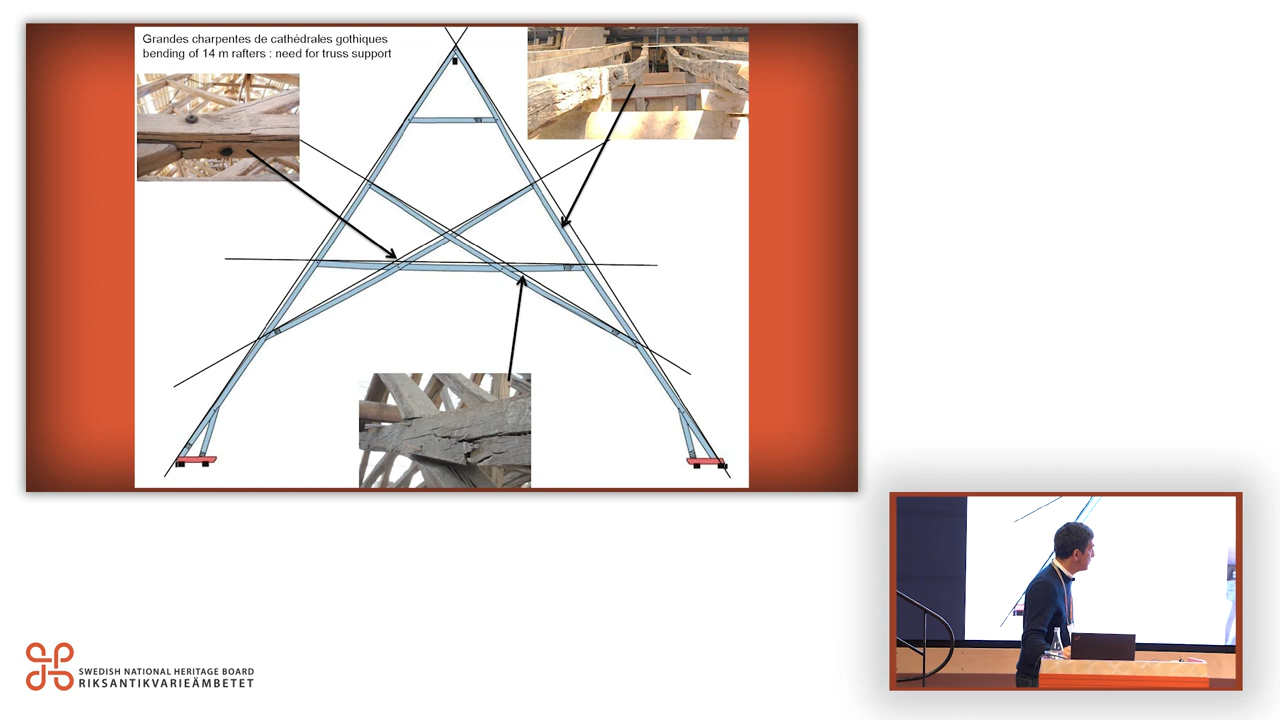 Grandes charpentes de cathédrales gothiques
bending of 14 m rafters : need for truss support
SWEDISH NATIONAL HERITAGE BOARD
RIKSANTIKVARIEÄMBETET